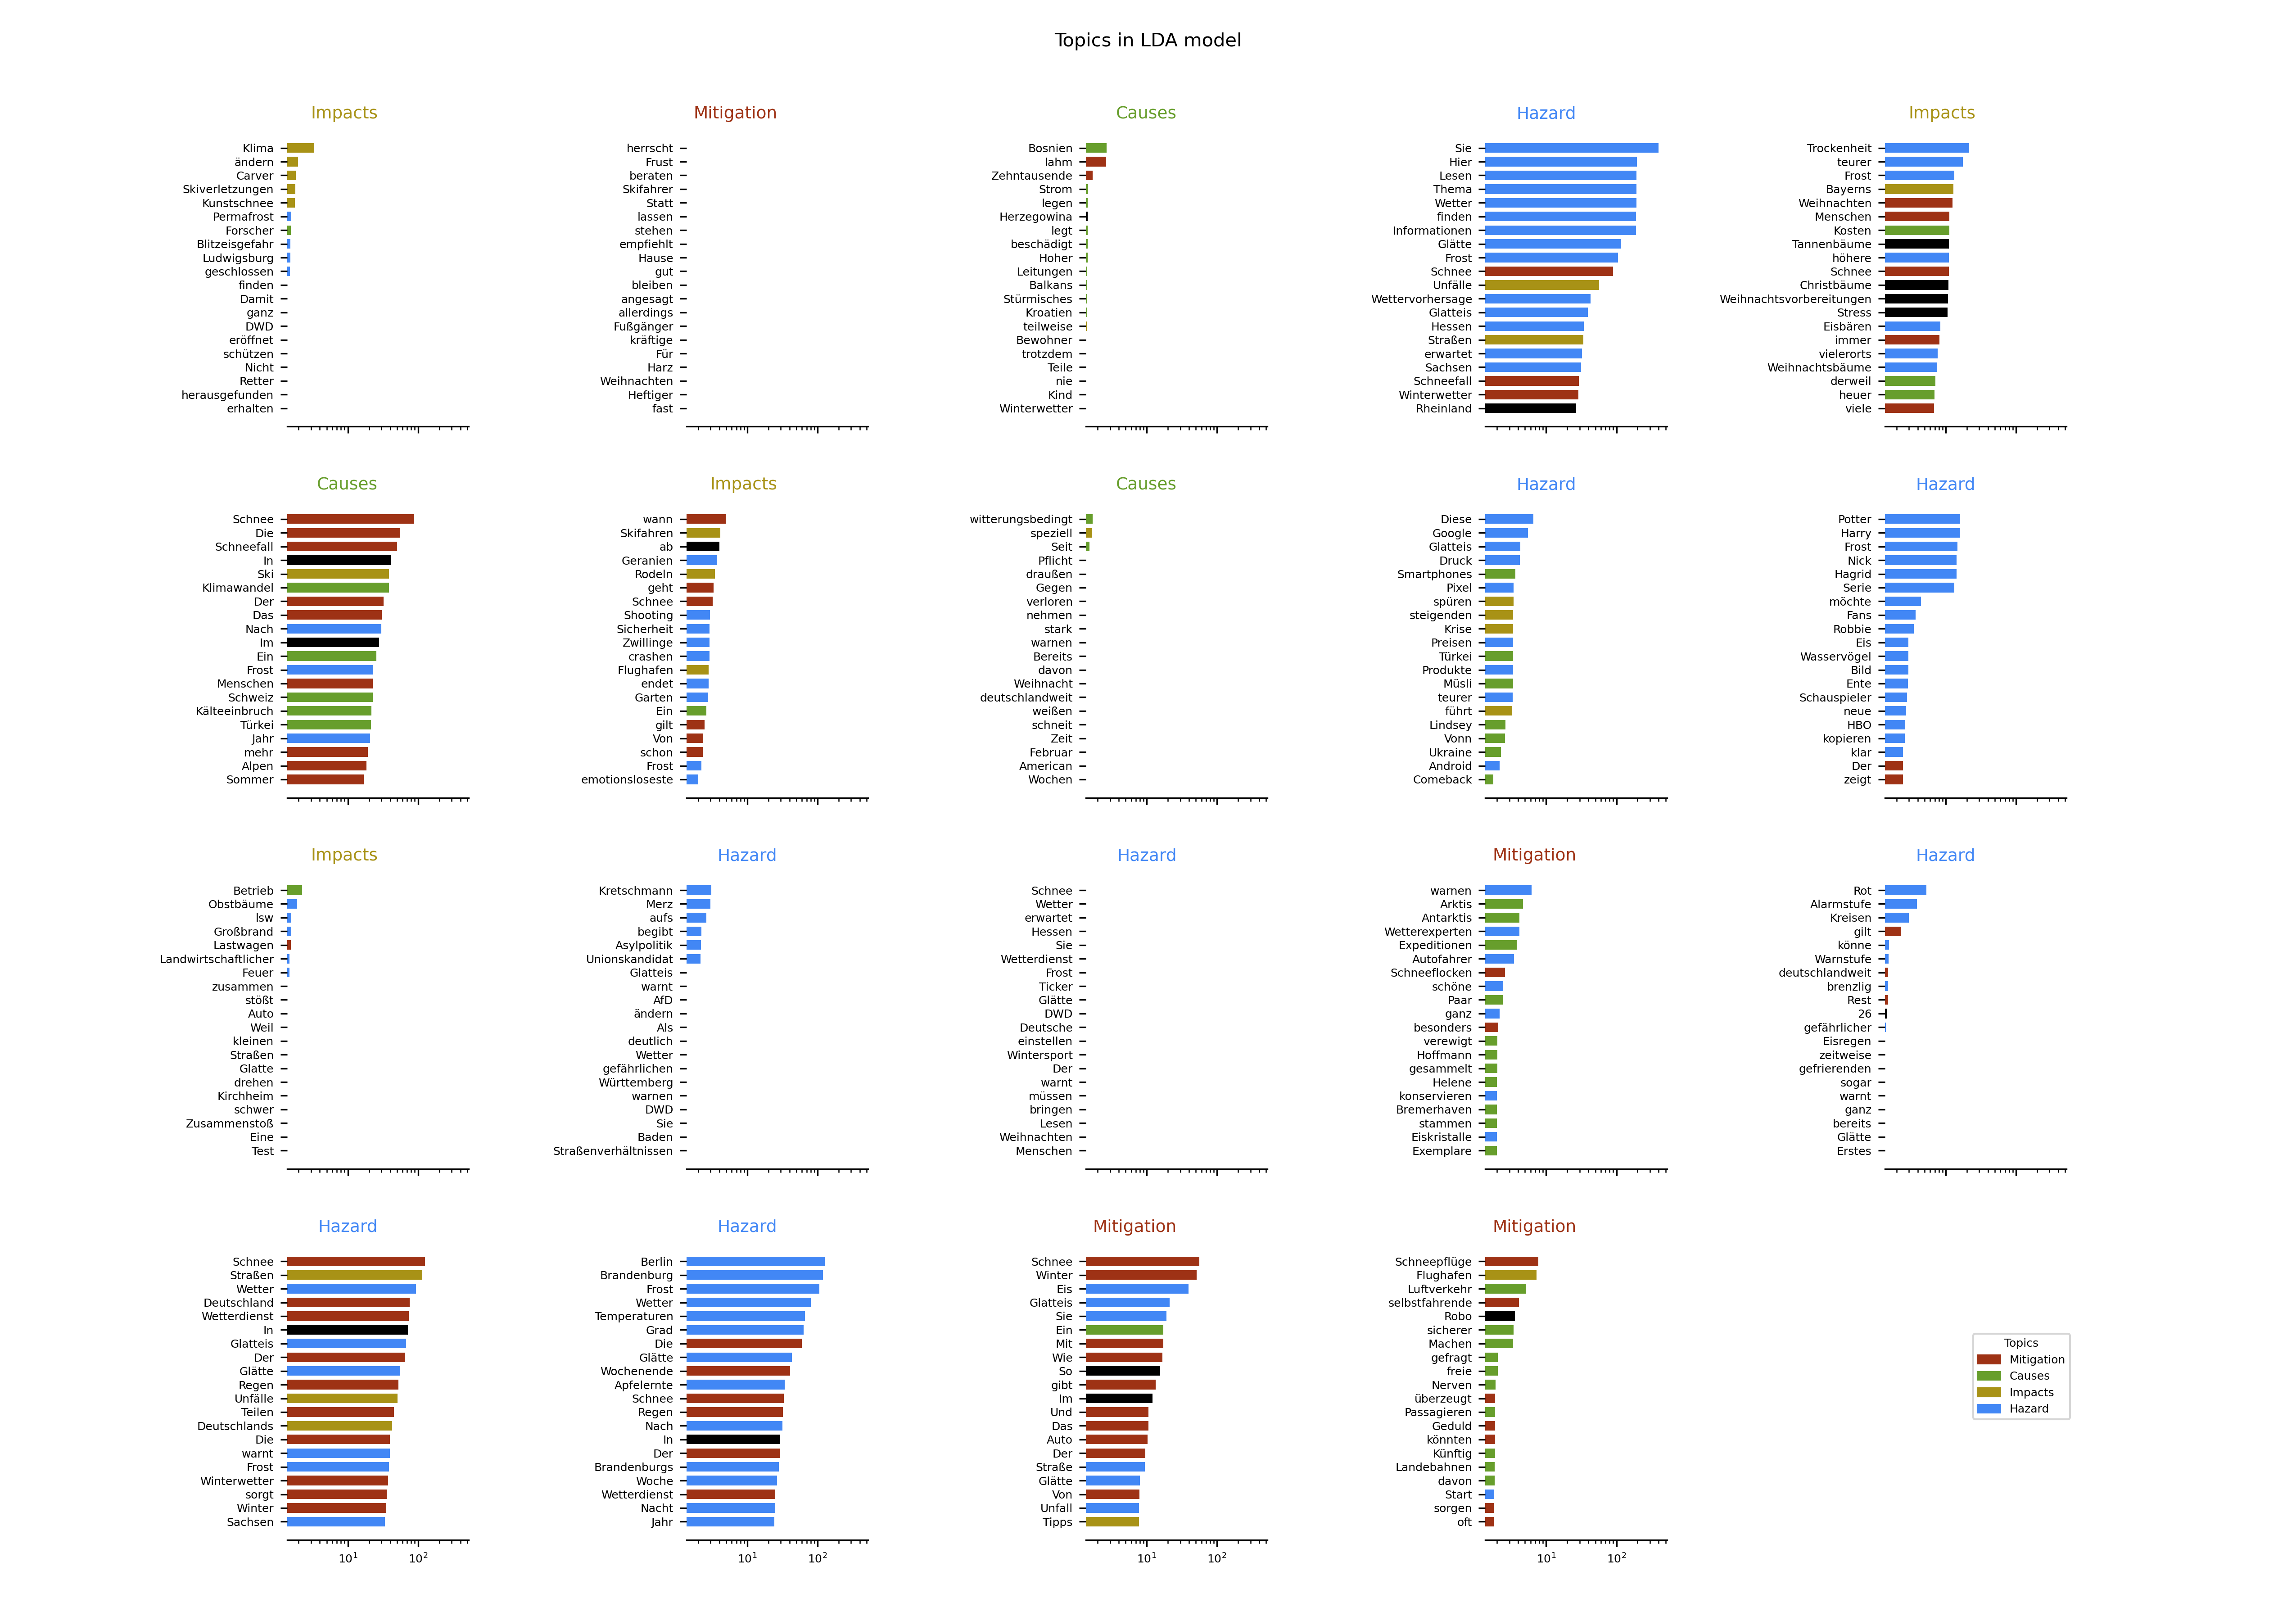 Topics in LDA model
Impacts
Klima
ändern
Carver
Skiverletzungen
Kunstschnee
Permafrost
Forscher
Blitzeisgefahr
Ludwigsburg
geschlossen
finden
Damit
ganz
DWD
eröffnet
schützen
Nicht
Retter
herausgefunden
erhalten
Mitigation
herrscht
Frust
beraten
Skifahrer
Statt
lassen
stehen
empfiehlt
Hause
gut
bleiben
angesagt
allerdings
Fußgänger
kräftige
Für
Harz
Weihnachten
Heftiger
fast
Causes
Bosnien
lahm
Zehntausende
Strom
legen
Herzegowina
legt
beschädigt
Hoher
Leitungen
Balkans
Stürmisches
Kroatien
teilweise
Bewohner
trotzdem
Teile
nie
Kind
Winterwetter
Hazard
Sie
Hier
Lesen
Thema
Wetter
finden
Informationen
Glätte
Frost
Schnee
Unfälle
Wettervorhersage
Glatteis
Hessen
Straßen
erwartet
Sachsen
Schneefall
Winterwetter
Rheinland
Impacts
Trockenheit
teurer
Frost
Bayerns
Weihnachten
Menschen
Kosten
Tannenbäume
höhere
Schnee
Christbäume
Weihnachtsvorbereitungen
Stress
Eisbären
immer
vielerorts
Weihnachtsbäume
derweil
heuer
viele
Causes
Schnee
Die
Schneefall
In
Ski
Klimawandel
Der
Das
Nach
Im
Ein
Frost
Menschen
Schweiz
Kälteeinbruch
Türkei
Jahr
mehr
Alpen
Sommer
Impacts
wann
Skifahren
ab
Geranien
Rodeln
geht
Schnee
Shooting
Sicherheit
Zwillinge
crashen
Flughafen
endet
Garten
Ein
gilt
Von
schon
Frost
emotionsloseste
Causes
witterungsbedingt
speziell
Seit
Pflicht
draußen
Gegen
verloren
nehmen
stark
warnen
Bereits
davon
Weihnacht
deutschlandweit
weißen
schneit
Zeit
Februar
American
Wochen
Hazard
Diese
Google
Glatteis
Druck
Smartphones
Pixel
spüren
steigenden
Krise
Preisen
Türkei
Produkte
Müsli
teurer
führt
Lindsey
Vonn
Ukraine
Android
Comeback
Hazard
Potter
Harry
Frost
Nick
Hagrid
Serie
möchte
Fans
Robbie
Eis
Wasservögel
Bild
Ente
Schauspieler
neue
HBO
kopieren
klar
Der
zeigt
Impacts
Betrieb
Obstbäume
lsw
Großbrand
Lastwagen
Landwirtschaftlicher
Feuer
zusammen
stößt
Auto
Weil
kleinen
Straßen
Glatte
drehen
Kirchheim
schwer
Zusammenstoß
Eine
Test
Hazard
Kretschmann
Merz
aufs
begibt
Asylpolitik
Unionskandidat
Glatteis
warnt
AfD
ändern
Als
deutlich
Wetter
gefährlichen
Württemberg
warnen
DWD
Sie
Baden
Straßenverhältnissen
Hazard
Schnee
Wetter
erwartet
Hessen
Sie
Wetterdienst
Frost
Ticker
Glätte
DWD
Deutsche
einstellen
Wintersport
Der
warnt
müssen
bringen
Lesen
Weihnachten
Menschen
Mitigation
warnen
Arktis
Antarktis
Wetterexperten
Expeditionen
Autofahrer
Schneeflocken
schöne
Paar
ganz
besonders
verewigt
Hoffmann
gesammelt
Helene
konservieren
Bremerhaven
stammen
Eiskristalle
Exemplare
Hazard
Rot
Alarmstufe
Kreisen
gilt
könne
Warnstufe
deutschlandweit
brenzlig
Rest
26
gefährlicher
Eisregen
zeitweise
gefrierenden
sogar
warnt
ganz
bereits
Glätte
Erstes
Hazard
Schnee
Straßen
Wetter
Deutschland
Wetterdienst
In
Glatteis
Der
Glätte
Regen
Unfälle
Teilen
Deutschlands
Die
warnt
Frost
Winterwetter
sorgt
Winter
Sachsen
10¹ 10²
Hazard
Berlin
Brandenburg
Frost
Wetter
Temperaturen
Grad
Die
Glätte
Wochenende
Apfelernte
Schnee
Regen
Nach
In
Der
Brandenburgs
Woche
Wetterdienst
Nacht
Jahr
10¹ 10²
Mitigation
Schnee
Winter
Eis
Glatteis
Sie
Ein
Mit
Wie
So
gibt
Im
Und
Das
Auto
Der
Straße
Glätte
Von
Unfall
Tipps
10¹ 10²
Mitigation
Schneepflüge
Flughafen
Luftverkehr
selbstfahrende
Robo
sicherer
Machen
gefragt
freie
Nerven
überzeugt
Passagieren
Geduld
könnten
Künftig
Landebahnen
davon
Start
sorgen
oft
10¹ 10²
Topics
Mitigation
Causes
Impacts
Hazard